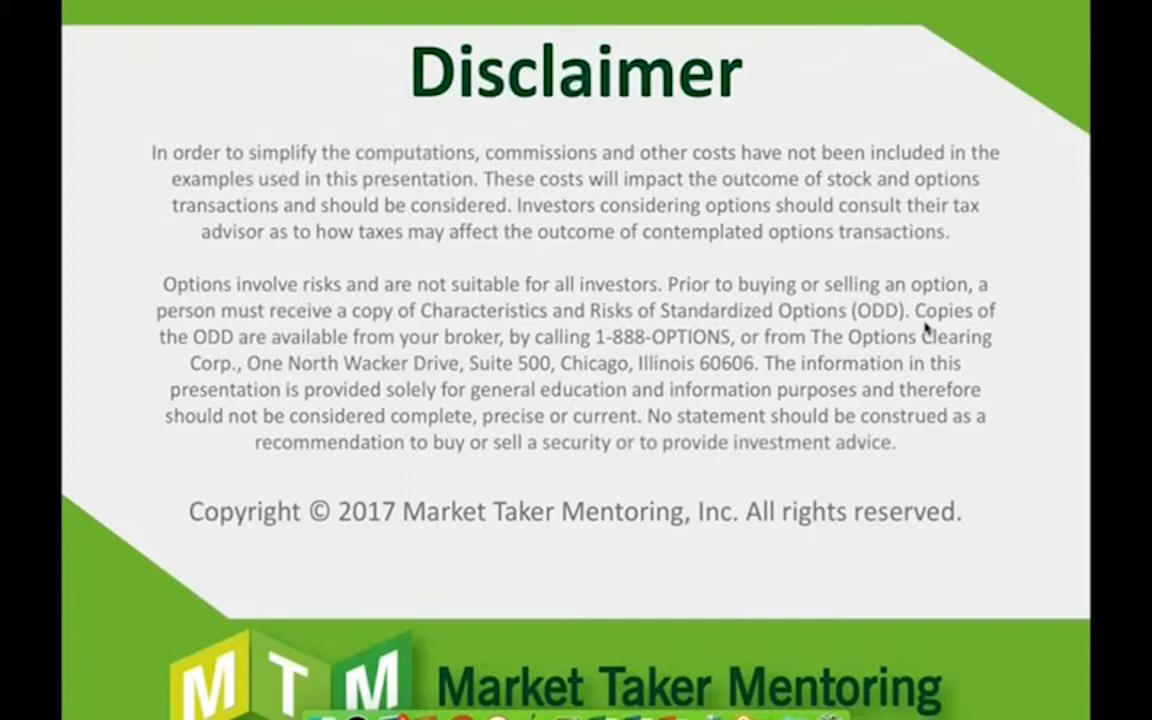 Disclaimer
In order to simplify the computations, commissions and other costs have not been included in the
examples used in this presentation. These costs will impact the outcome of stock and options
transactions and should be considered. Investors considering options should consult their tax
advisor as to how taxes may affect the outcome of contemplated options transactions.
Options involve risks and are not suitable for all investors. Prior to buying or selling an option, a
person must receive a copy of Characteristics and Risks of Standardized Options (ODD). Copies of
the ODD are available from your broker, by calling 1-888-OPTIONS, or from The Options Clearing
Corp., One North Wacker Drive, Suite 500, Chicago, Illinois 60606. The information in this
presentation is provided solely for general education and information purposes and therefore
should not be considered complete, precise or current. No statement should be construed as a
recommendation to buy or sell a security or to provide investment advice.
Copyright © 2017 Market Taker Mentoring, Inc. All rights reserved.
MTM Market Taker Mentoring